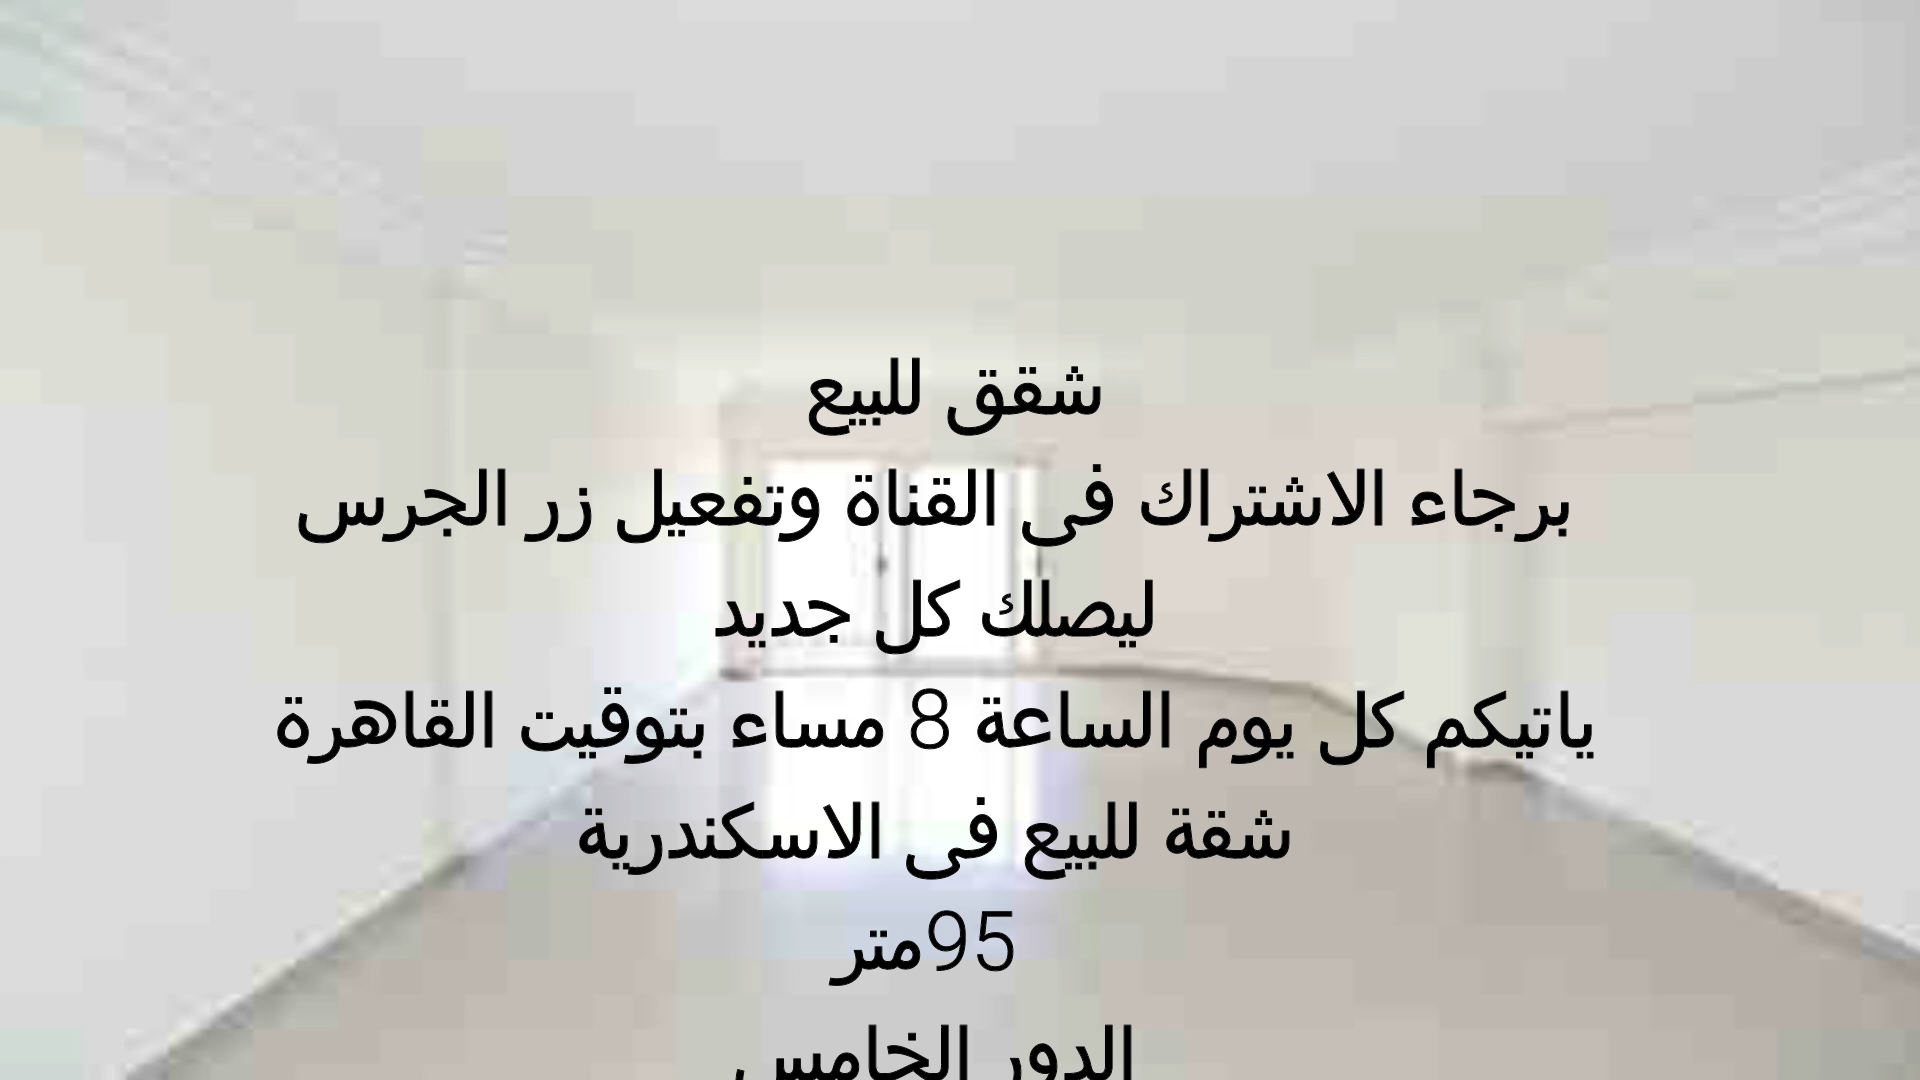 شقق للبيع
برجاء الاشتراك فى القناة وتفعيل زر الجرس
ليصلك كل جديد
ياتيكم كل يوم الساعة 8 مساء بتوقيت القاهرة
شقة للبيع فى الاسكندرية
95متر
الدور الخامس